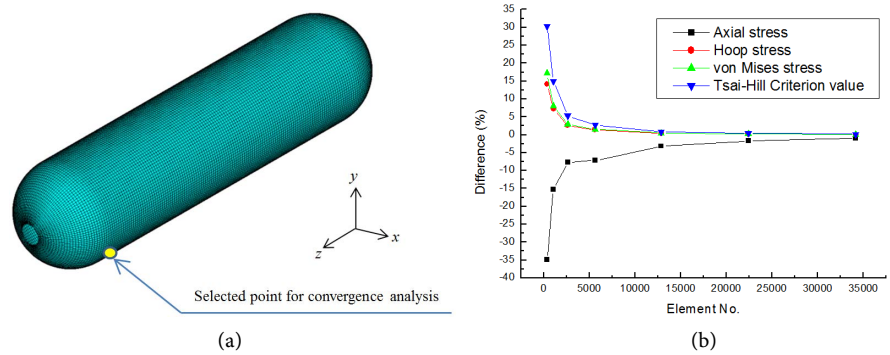 y
x
z
Selected point for convergence analysis
(a)
35
30
25
20
15
10
5
0
-5
-10
-15
-20
-25
-30
-35
-40
Difference (%)
Axial stress
Hoop stress
von Mises stress
Tsai-Hill Criterion value
0 5000 10000 15000 20000 25000 30000 35000
Element No.
(b)